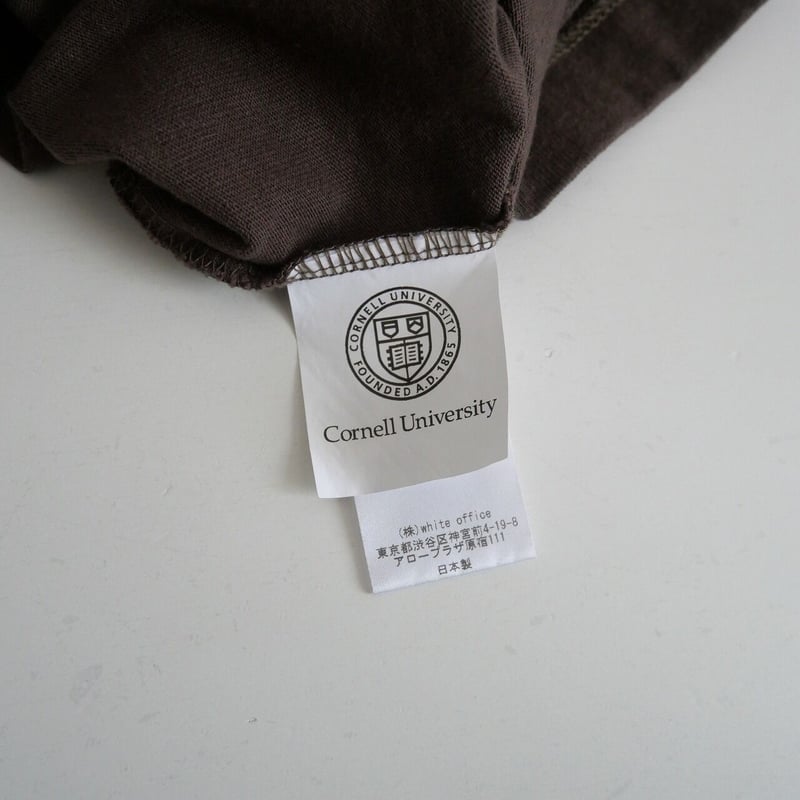 CORNELL UNIVERSITY
FOUNDED A.D. 1865
Cornell University
(株)white office
東京都渋谷区神宮前4-19-8
アロープラザ原宿111
日本製